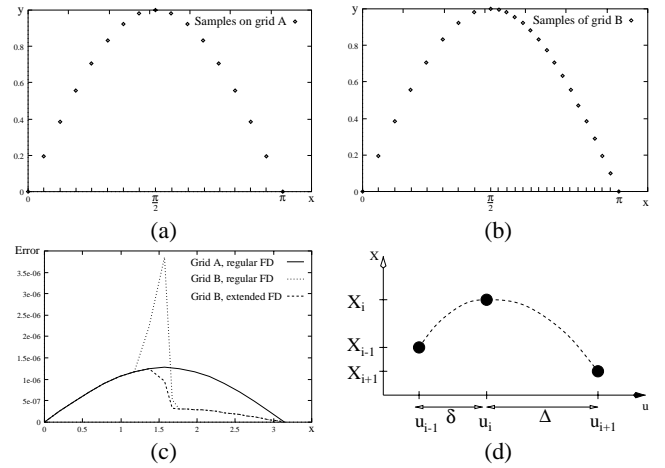 y
Samples on grid A
1
0.8
0.6
0.4
0.2
0
0
π/2
π
x
(a)
y
Samples of grid B
1
0.8
0.6
0.4
0.2
0
0
π/2
π
x
(b)
Error
Grid A, regular FD
Grid B, regular FD
Grid B, extended FD
3.5e-06
3e-06
2.5e-06
2e-06
1.5e-06
1e-06
5e-07
0
0.0 0.5 1 1.5 2 2.5 3 x
(c)
X
X_i
X_{i-1}
X_{i+1}
u_{i-1} δ u_i Δ u_{i+1} u
(d)